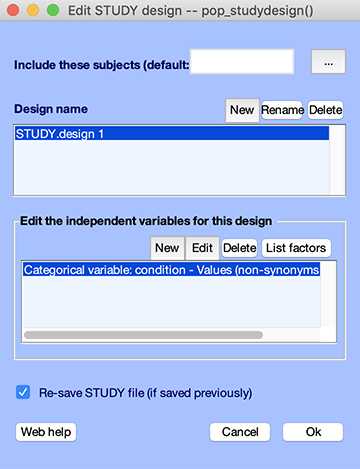 Edit STUDY design -- pop_studydesign()
Include these subjects (default: ...
Design name New Rename Delete
STUDY.design 1
Edit the independent variables for this design
New Edit Delete List factors
Categorical variable: condition - Values (non-synonyms
Re-save STUDY file (if saved previously)
Web help Cancel Ok